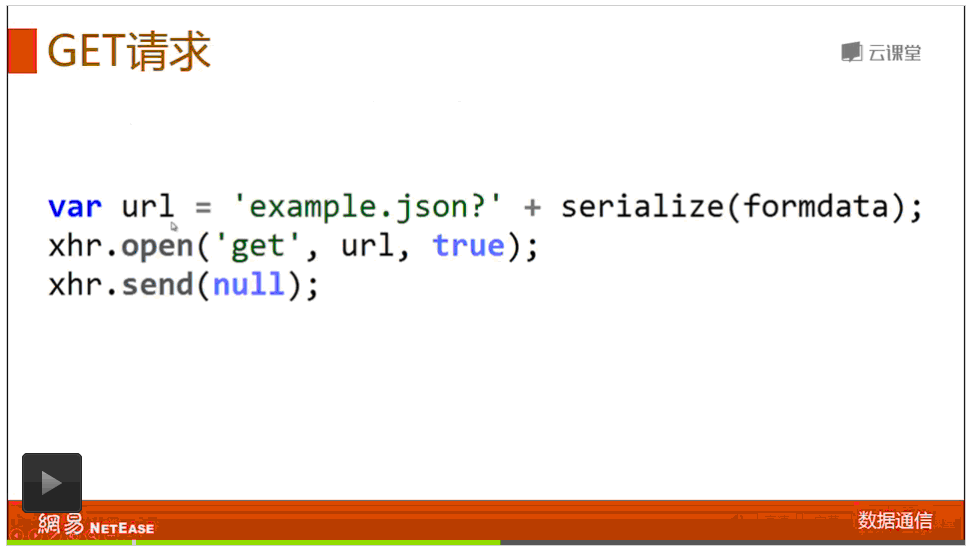 GET请求
云课堂
var url = 'example.json?' + serialize(formdata);
xhr.open('get', url, true);
xhr.send(null);
網易 NETEASE
数据通信